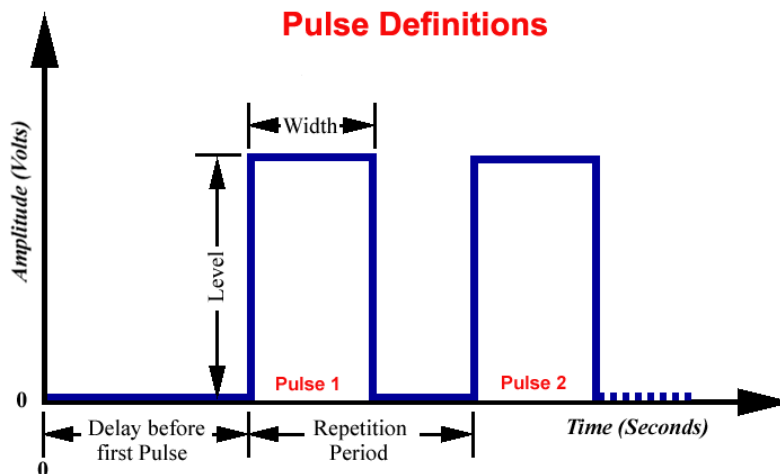 Pulse Definitions
Width
Amplitude (Volts)
Level
Pulse 1
Pulse 2
0
Delay before
first Pulse
Repetition
Period
Time (Seconds)
0